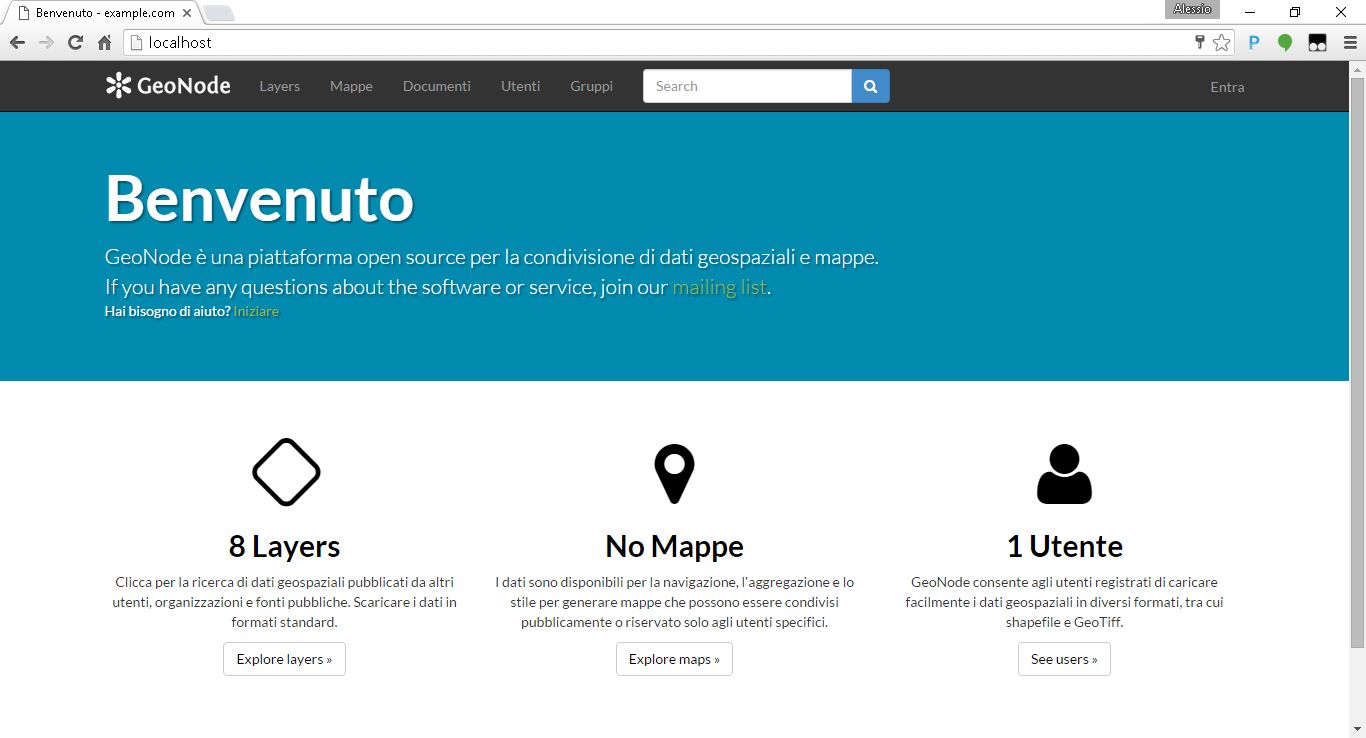 Benvenuto - example.com
Alessio
localhost
GeoNode
Layers
Mappe
Documenti
Utenti
Gruppi
Search
Entra
Benvenuto
GeoNode è una piattaforma open source per la condivisione di dati geospaziali e mappe.
If you have any questions about the software or service, join our mailing list.
Hai bisogno di aiuto? Iniziare
8 Layers
Clicca per la ricerca di dati geospaziali pubblicati da altri
utenti, organizzazioni e fonti pubbliche. Scaricare i dati in
formati standard.
Explore layers »
No Mappe
I dati sono disponibili per la navigazione, l'aggregazione e lo
stile per generare mappe che possono essere condivisi
pubblicamente o riservato solo agli utenti specifici.
Explore maps »
1 Utente
GeoNode consente agli utenti registrati di caricare
facilmente i dati geospaziali in diversi formati, tra cui
shapefile e GeoTiff.
See users »